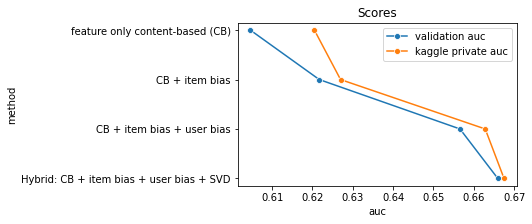 Scores
feature only content-based (CB)
CB + item bias
CB + item bias + user bias
Hybrid: CB + item bias + user bias + SVD
method
validation auc
kaggle private auc
0.61 0.62 0.63 0.64 0.65 0.66 0.67
auc